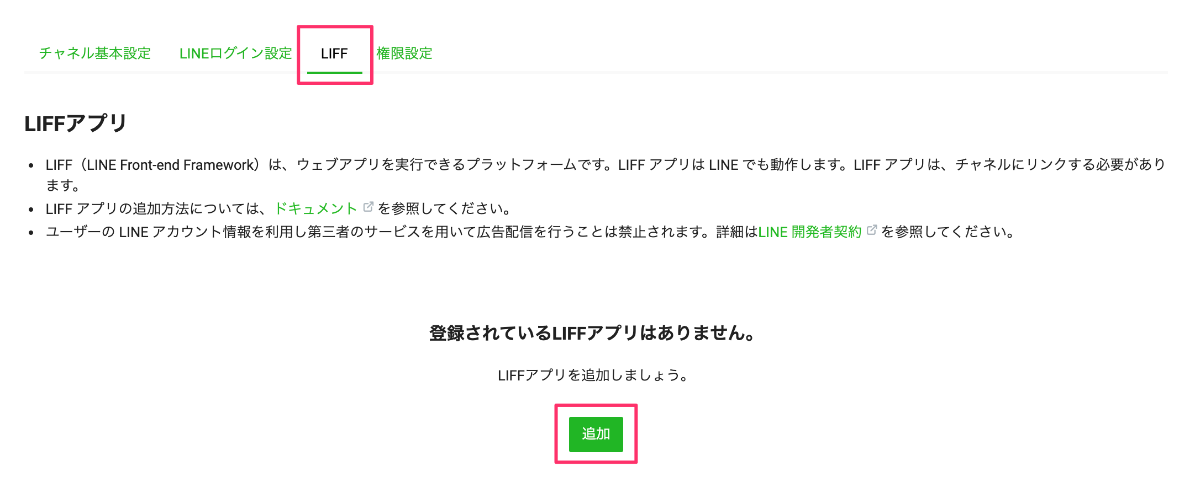 チャネル基本設定 LINEログイン設定 LIFF 権限設定
LIFFアプリ
• LIFF（LINE Front-end Framework）は、ウェブアプリを実行できるプラットフォームです。LIFF アプリは LINE でも動作します。LIFF アプリは、チャネルにリンクする必要があり
ます。
• LIFF アプリの追加方法については、ドキュメント を参照してください。
• ユーザーの LINE アカウント情報を利用し第三者のサービスを用いて広告配信を行うことは禁止されます。詳細はLINE 開発者契約 を参照してください。
登録されているLIFFアプリはありません。
LIFFアプリを追加しましょう。
追加